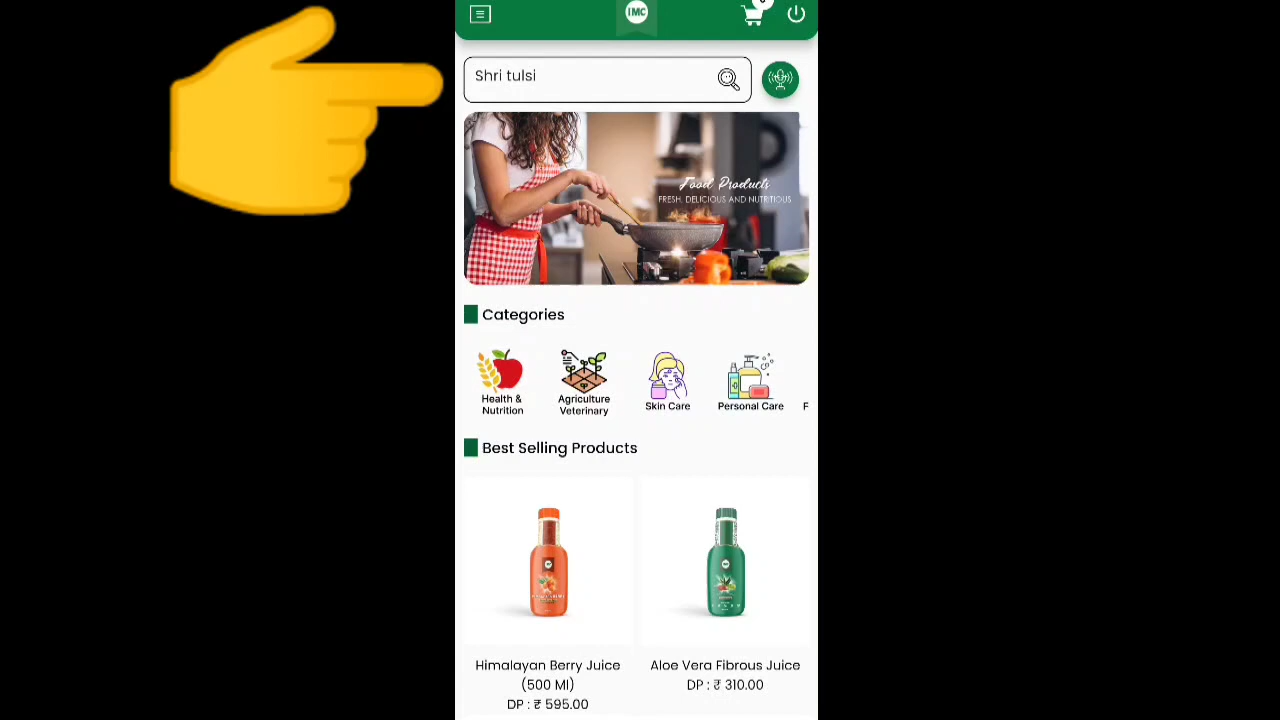 IMC
Shri tulsi
Food Products
FRESH, DELICIOUS AND NUTRITIOUS
Categories
Health &
Nutrition
Agriculture
Veterinary
Skin Care
Personal Care
F
Best Selling Products
Himalayan Berry Juice
(500 Ml)
DP : ₹ 595.00
Aloe Vera Fibrous Juice
DP : ₹ 310.00